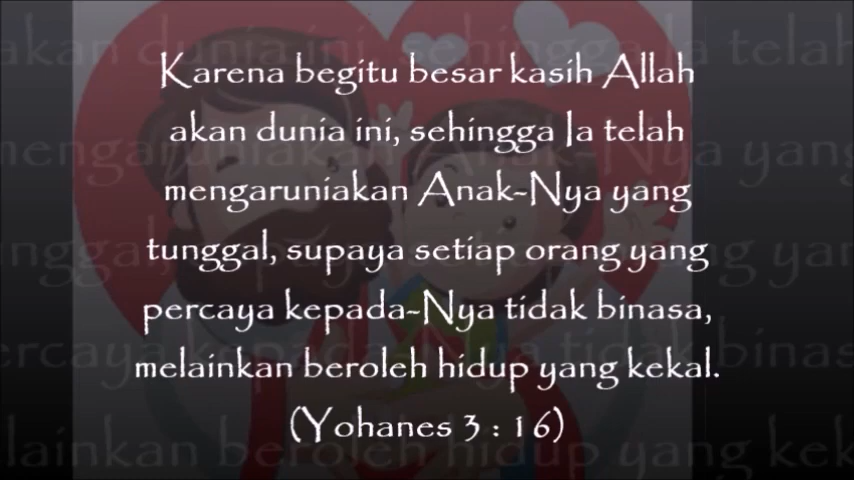 Karena begitu besar kasih Allah
akan dunia ini, sehingga Ia telah
mengaruniakan Anak-Nya yang
tunggal, supaya setiap orang yang
percaya kepada-Nya tidak binasa,
melainkan beroleh hidup yang kekal.
(Yohanes 3 : 16)